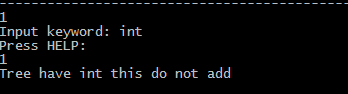 --------------------------------------------------
1
Input keyword: int
Press HELP:
1
Tree have int this do not add